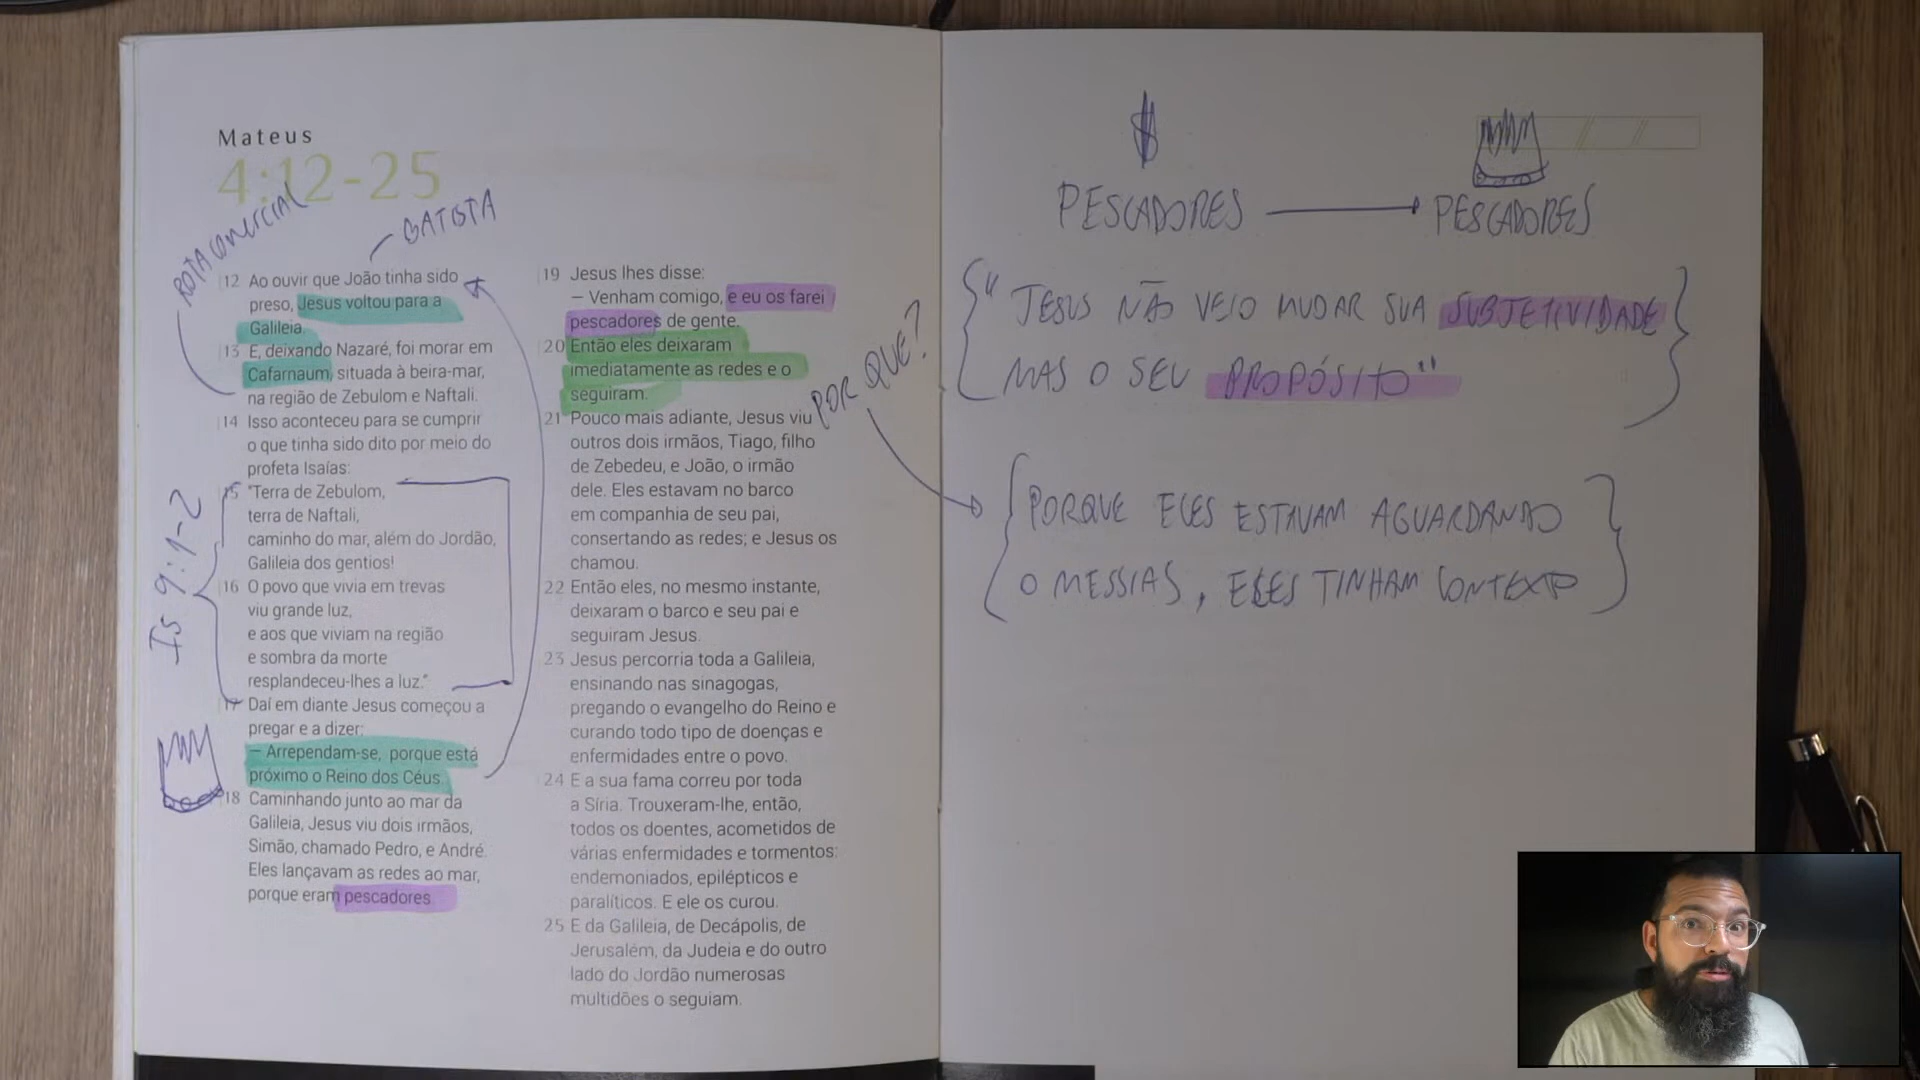 Mateus
4:12-25
ROTA COMERCIAL
BATISTA
12 Ao ouvir que João tinha sido
preso, Jesus voltou para a
Galileia.
13 E, deixando Nazaré, foi morar em
Cafarnaum, situada à beira-mar,
na região de Zebulom e Naftali.
14 Isso aconteceu para se cumprir
o que tinha sido dito por meio do
profeta Isaías:
15 "Terra de Zebulom,
terra de Naftali,
caminho do mar, além do Jordão,
Galileia dos gentios!
16 O povo que vivia em trevas
viu grande luz,
e aos que viviam na região
e sombra da morte
resplandeceu-lhes a luz."
Is 9:1-2
17 Daí em diante Jesus começou a
pregar e a dizer:
– Arrependam-se, porque está
próximo o Reino dos Céus.
18 Caminhando junto ao mar da
Galileia, Jesus viu dois irmãos,
Simão, chamado Pedro, e André.
Eles lançavam as redes ao mar,
porque eram pescadores.
19 Jesus lhes disse:
– Venham comigo, e eu os farei
pescadores de gente.
20 Então eles deixaram
imediatamente as redes e o
seguiram.
21 Pouco mais adiante, Jesus viu
outros dois irmãos, Tiago, filho
de Zebedeu, e João, o irmão
dele. Eles estavam no barco
em companhia de seu pai,
consertando as redes; e Jesus os
chamou.
22 Então eles, no mesmo instante,
deixaram o barco e seu pai e
seguiram Jesus.
23 Jesus percorria toda a Galileia,
ensinando nas sinagogas,
pregando o evangelho do Reino e
curando todo tipo de doenças e
enfermidades entre o povo.
24 E a sua fama correu por toda
a Síria. Trouxeram-lhe, então,
todos os doentes, acometidos de
várias enfermidades e tormentos:
endemoniados, epilépticos e
paralíticos. E ele os curou.
25 E da Galileia, de Decápolis, de
Jerusalém, da Judeia e do outro
lado do Jordão numerosas
multidões o seguiam.
POR QUE?
$
PESCADORES PESCADORES
"JESUS NÃO VEIO MUDAR SUA SUBJETIVIDADE
MAS O SEU PROPÓSITO"
PORQUE ELES ESTAVAM AGUARDANDO
O MESSIAS, ELES TINHAM CONTEXTO